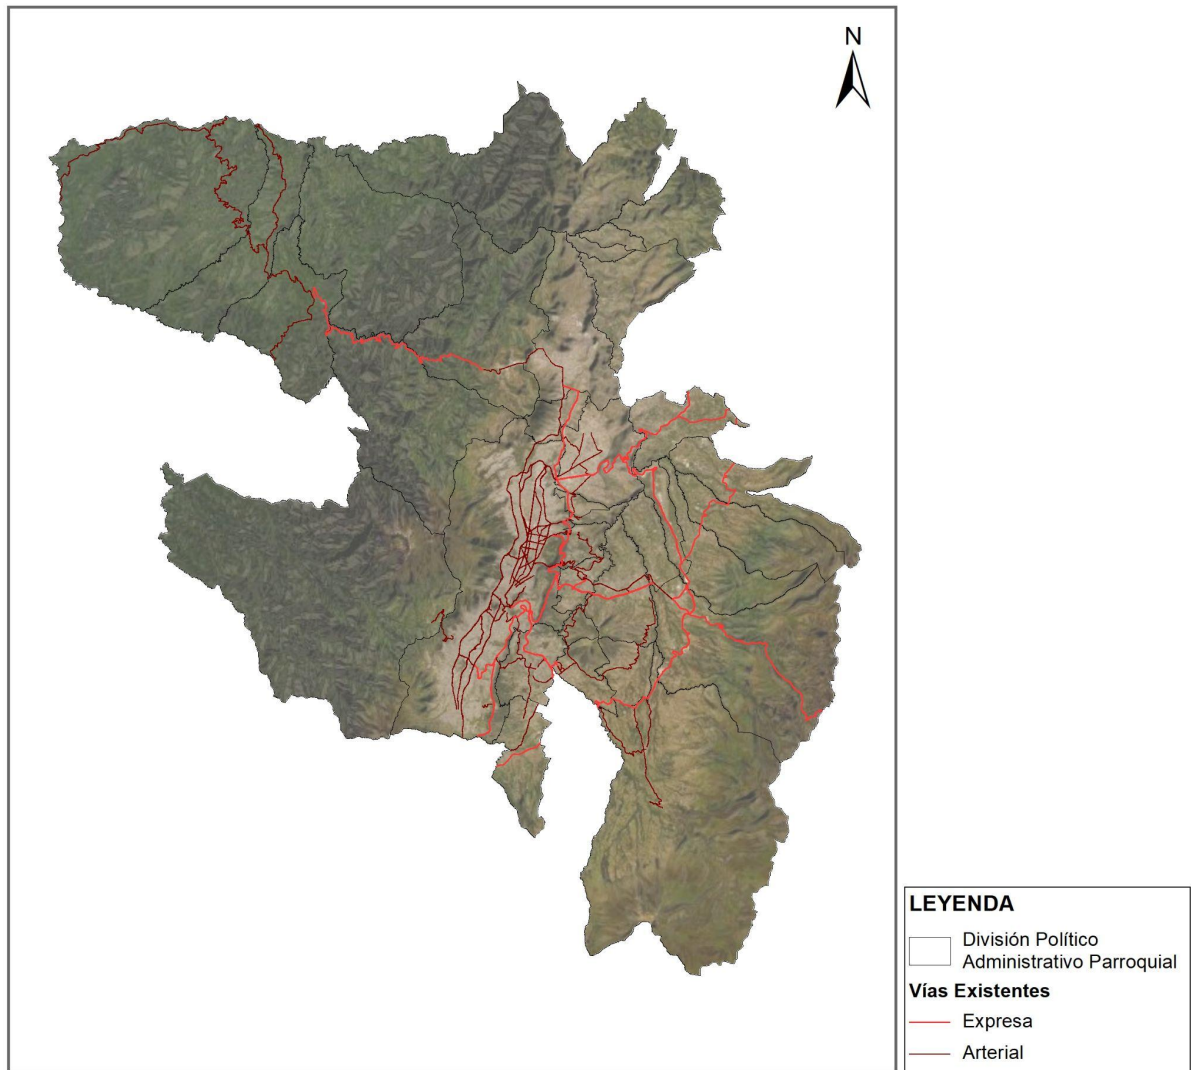 N
LEYENDA
División Político
Administrativo Parroquial
Vías Existentes
Expresa
Arterial